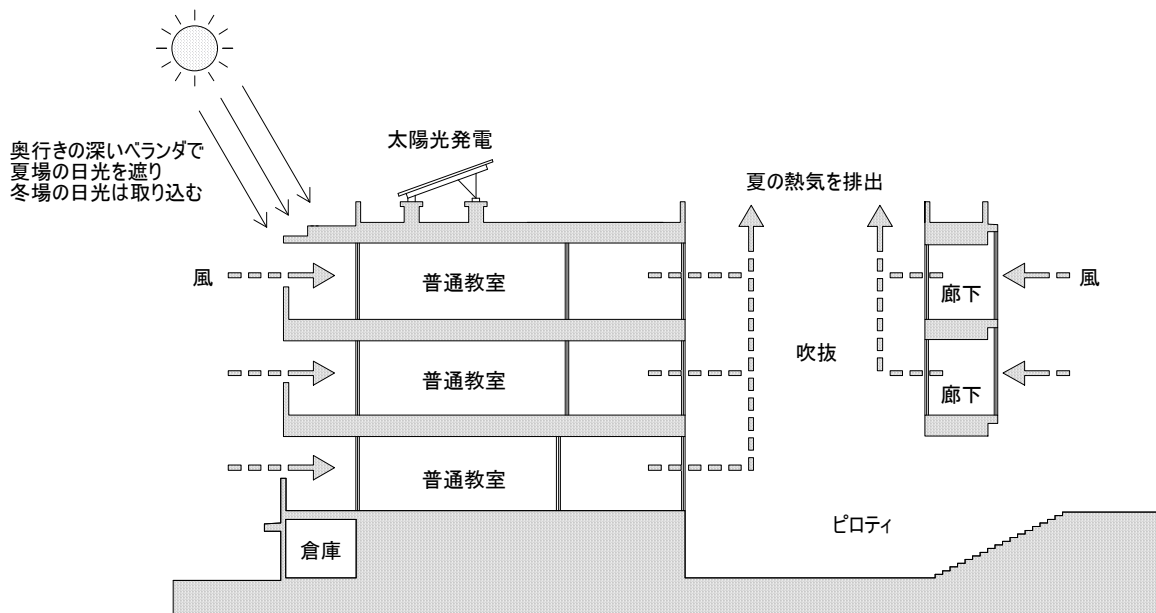 太陽光発電
奥行きの深いベランダで
夏場の日光を遮り
冬場の日光は取り込む
夏の熱気を排出
風
普通教室
廊下
風
吹抜
普通教室
廊下
普通教室
ピロティ
倉庫